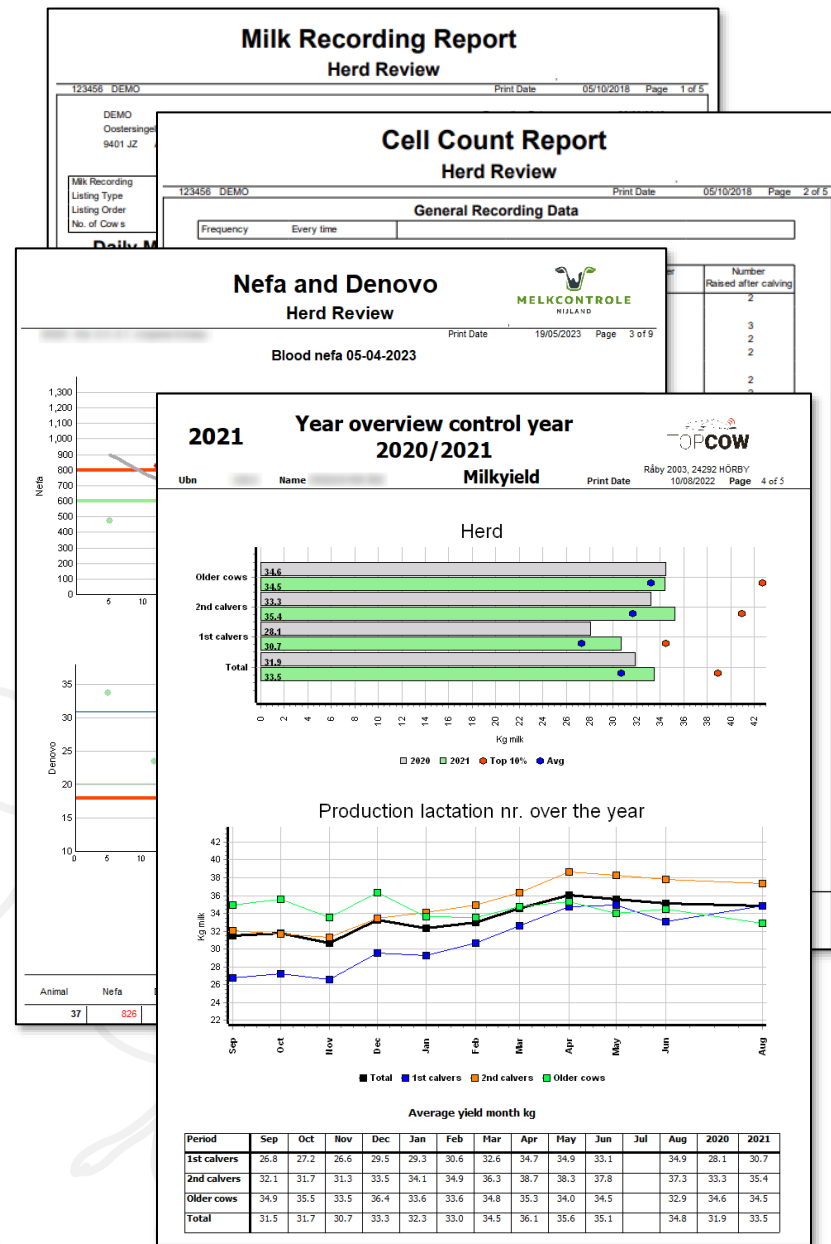 Milk Recording Report
Herd Review
123456 DEMO Print Date 05/10/2018 Page 1 of 5
DEMO
9401 JZ
Milk Recording
Listing Type
Listing Order
No. of Cows
Cell Count Report
Herd Review
123456 DEMO Print Date 05/10/2018 Page 2 of 5
General Recording Data
Frequency Every time
Number
Raised after calving
2
3
2
2
2
Nefa and Denovo
Herd Review
MELKCONTROLE
NIJLAND
Print Date 19/05/2023 Page 3 of 9
Blood nefa 05-04-2023
1,300
1,200
1,100
1,000
900
800
700
600
500
400
300
200
100
0
Nefa
5 10
35
30
25
20
15
10
Denovo
0 5 10
Animal Nefa
37 826
2021
Year overview control year
2020/2021
TOPCOW
Råby 2003, 24292 HÖRBY
Ubn Name Milkyield Print Date 10/08/2022 Page 4 of 5
Herd
Older cows 34.6
34.5
2nd calvers 33.3
35.4
1st calvers 28.1
30.7
Total 31.9
33.5
0 2 4 6 8 10 12 14 16 18 20 22 24 26 28 30 32 34 36 38 40 42
Kg milk
2020 2021 Top 10% Avg
Production lactation nr. over the year
42
40
38
36
34
32
30
28
26
24
22
Kg milk
Sep Oct Nov Dec Jan Feb Mar Apr May Jun Aug
Total 1st calvers 2nd calvers Older cows
Average yield month kg
Period Sep Oct Nov Dec Jan Feb Mar Apr May Jun Jul Aug 2020 2021
1st calvers 26.8 27.2 26.6 29.5 29.3 30.6 32.6 34.7 34.9 33.1 34.9 28.1 30.7
2nd calvers 32.1 31.7 31.3 33.5 34.1 34.9 36.3 38.7 38.3 37.8 37.3 33.3 35.4
Older cows 34.9 35.5 33.5 36.4 33.6 33.6 34.8 35.3 34.0 34.5 32.9 34.6 34.5
Total 31.5 31.7 30.7 33.3 32.3 33.0 34.5 36.1 35.6 35.1 34.8 31.9 33.5